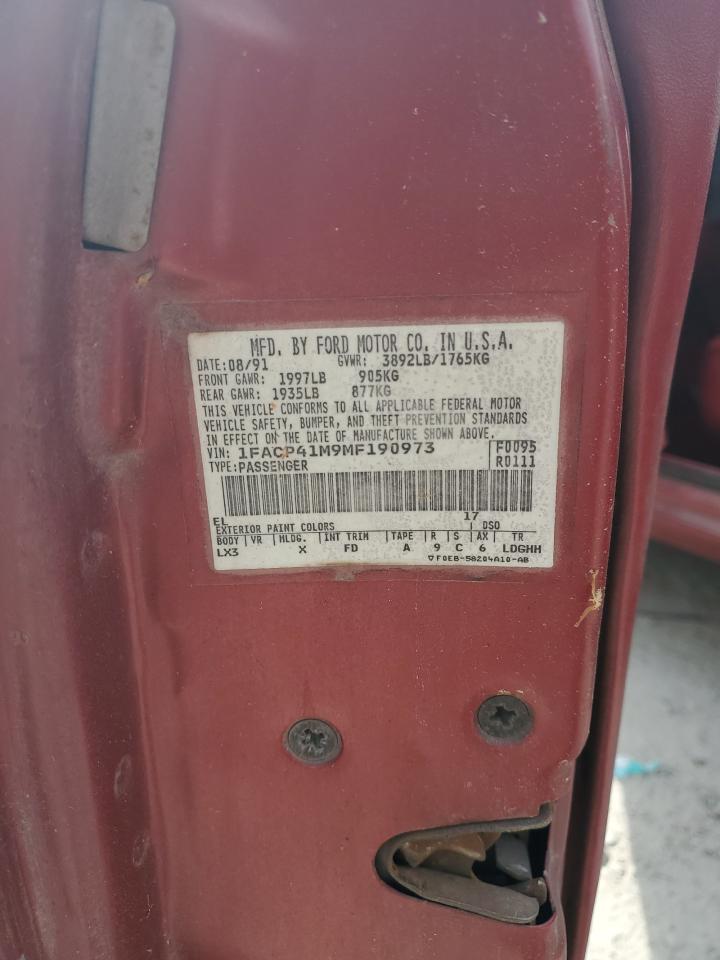 MFD. BY FORD MOTOR CO. IN U.S.A.
DATE: 08/91 GVWR: 3892LB/1765KG
FRONT GAWR: 1997LB 905KG
REAR GAWR: 1935LB 877KG
THIS VEHICLE CONFORMS TO ALL APPLICABLE FEDERAL MOTOR
VEHICLE SAFETY, BUMPER, AND THEFT PREVENTION STANDARDS
IN EFFECT ON THE DATE OF MANUFACTURE SHOWN ABOVE.
VIN: 1FACP41M9MF190973 F0095
TYPE: PASSENGER R0111
EL 17
EXTERIOR PAINT COLORS DSO
BODY VR MLDG. INT TRIM TAPE R S AX TR
LX3 X FD A 9 C 6 LDGHH
▽F0EB-58204A10-AB